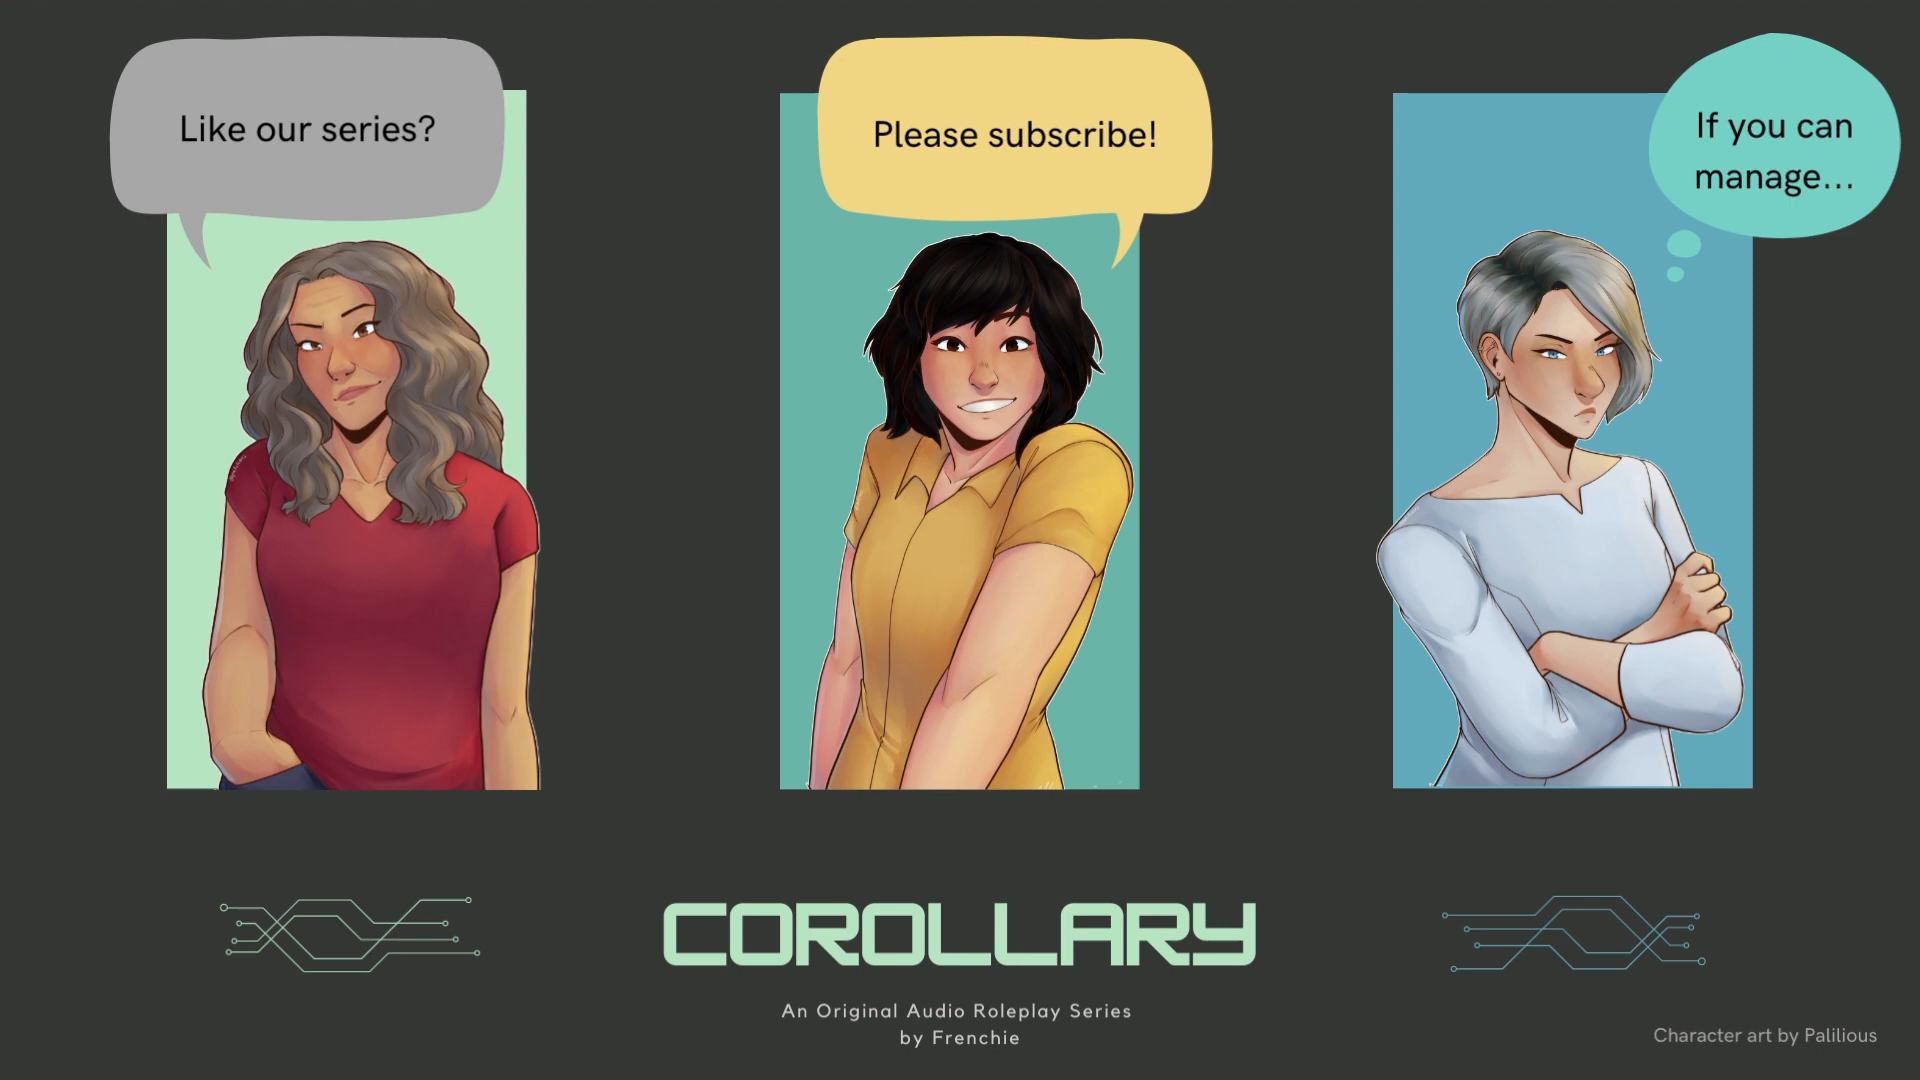 Like our series?
Please subscribe!
If you can
manage...
COROLLARY
An Original Audio Roleplay Series
by Frenchie
Character art by Palilious